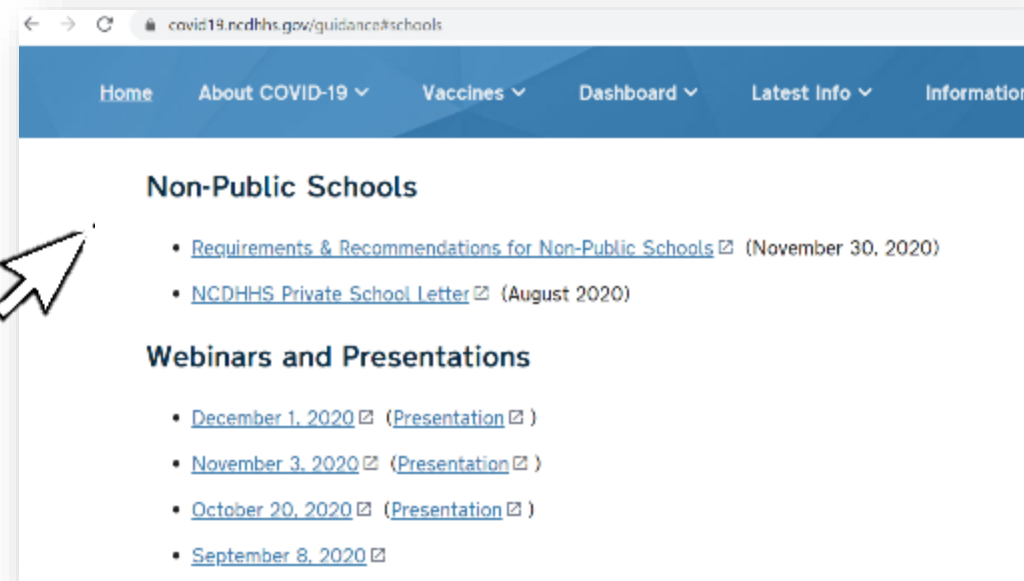 covid19.ncdhhs.gov/guidance#schools
Home About COVID-19 Vaccines Dashboard Latest Info Information
Non-Public Schools
• Requirements & Recommendations for Non-Public Schools (November 30, 2020)
• NCDHHS Private School Letter (August 2020)
Webinars and Presentations
• December 1, 2020 (Presentation)
• November 3, 2020 (Presentation)
• October 20, 2020 (Presentation)
• September 8, 2020